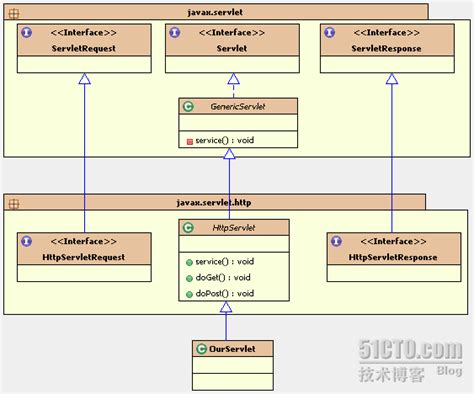 javax.servlet
<<Interface>>
ServletRequest
<<Interface>>
Servlet
<<Interface>>
ServletResponse
GenericServlet
service() : void
javax.servlet.http
<<Interface>>
HttpServletRequest
HttpServlet
service() : void
doGet() : void
doPost() : void
<<Interface>>
HttpServletResponse
OurServlet
51CTO.com
技术博客 Blog